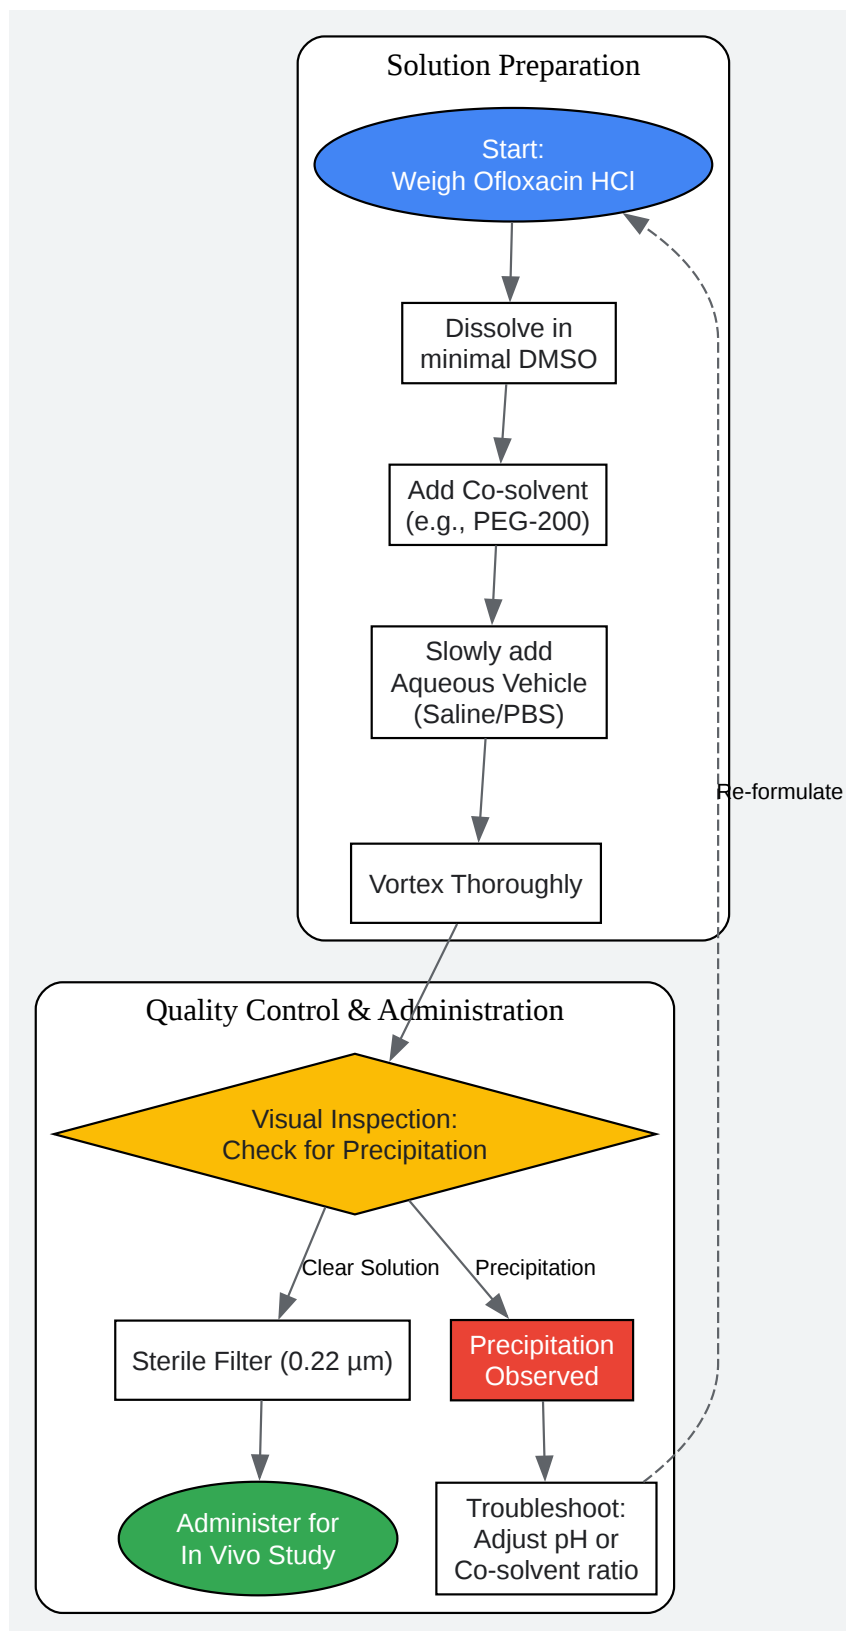 Solution Preparation
Start:
Weigh Ofloxacin HCl
Dissolve in
minimal DMSO
Add Co-solvent
(e.g., PEG-200)
Slowly add
Aqueous Vehicle
(Saline/PBS)
Re-formulate
Vortex Thoroughly
Quality Control & Administration
Visual Inspection:
Check for Precipitation
Clear Solution
Precipitation
Sterile Filter (0.22 µm)
Precipitation
Observed
Administer for
In Vivo Study
Troubleshoot:
Adjust pH or
Co-solvent ratio